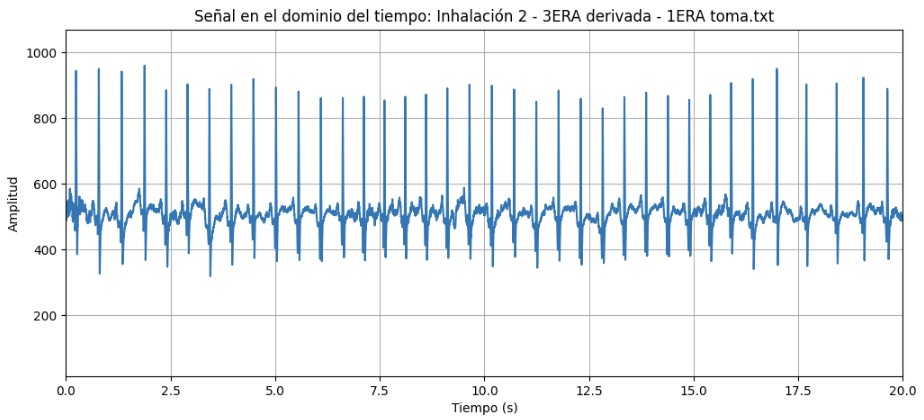 Señal en el dominio del tiempo: Inhalación 2 - 3ERA derivada - 1ERA toma.txt
Amplitud
1000
800
600
400
200
0.0 2.5 5.0 7.5 10.0 12.5 15.0 17.5 20.0
Tiempo (s)